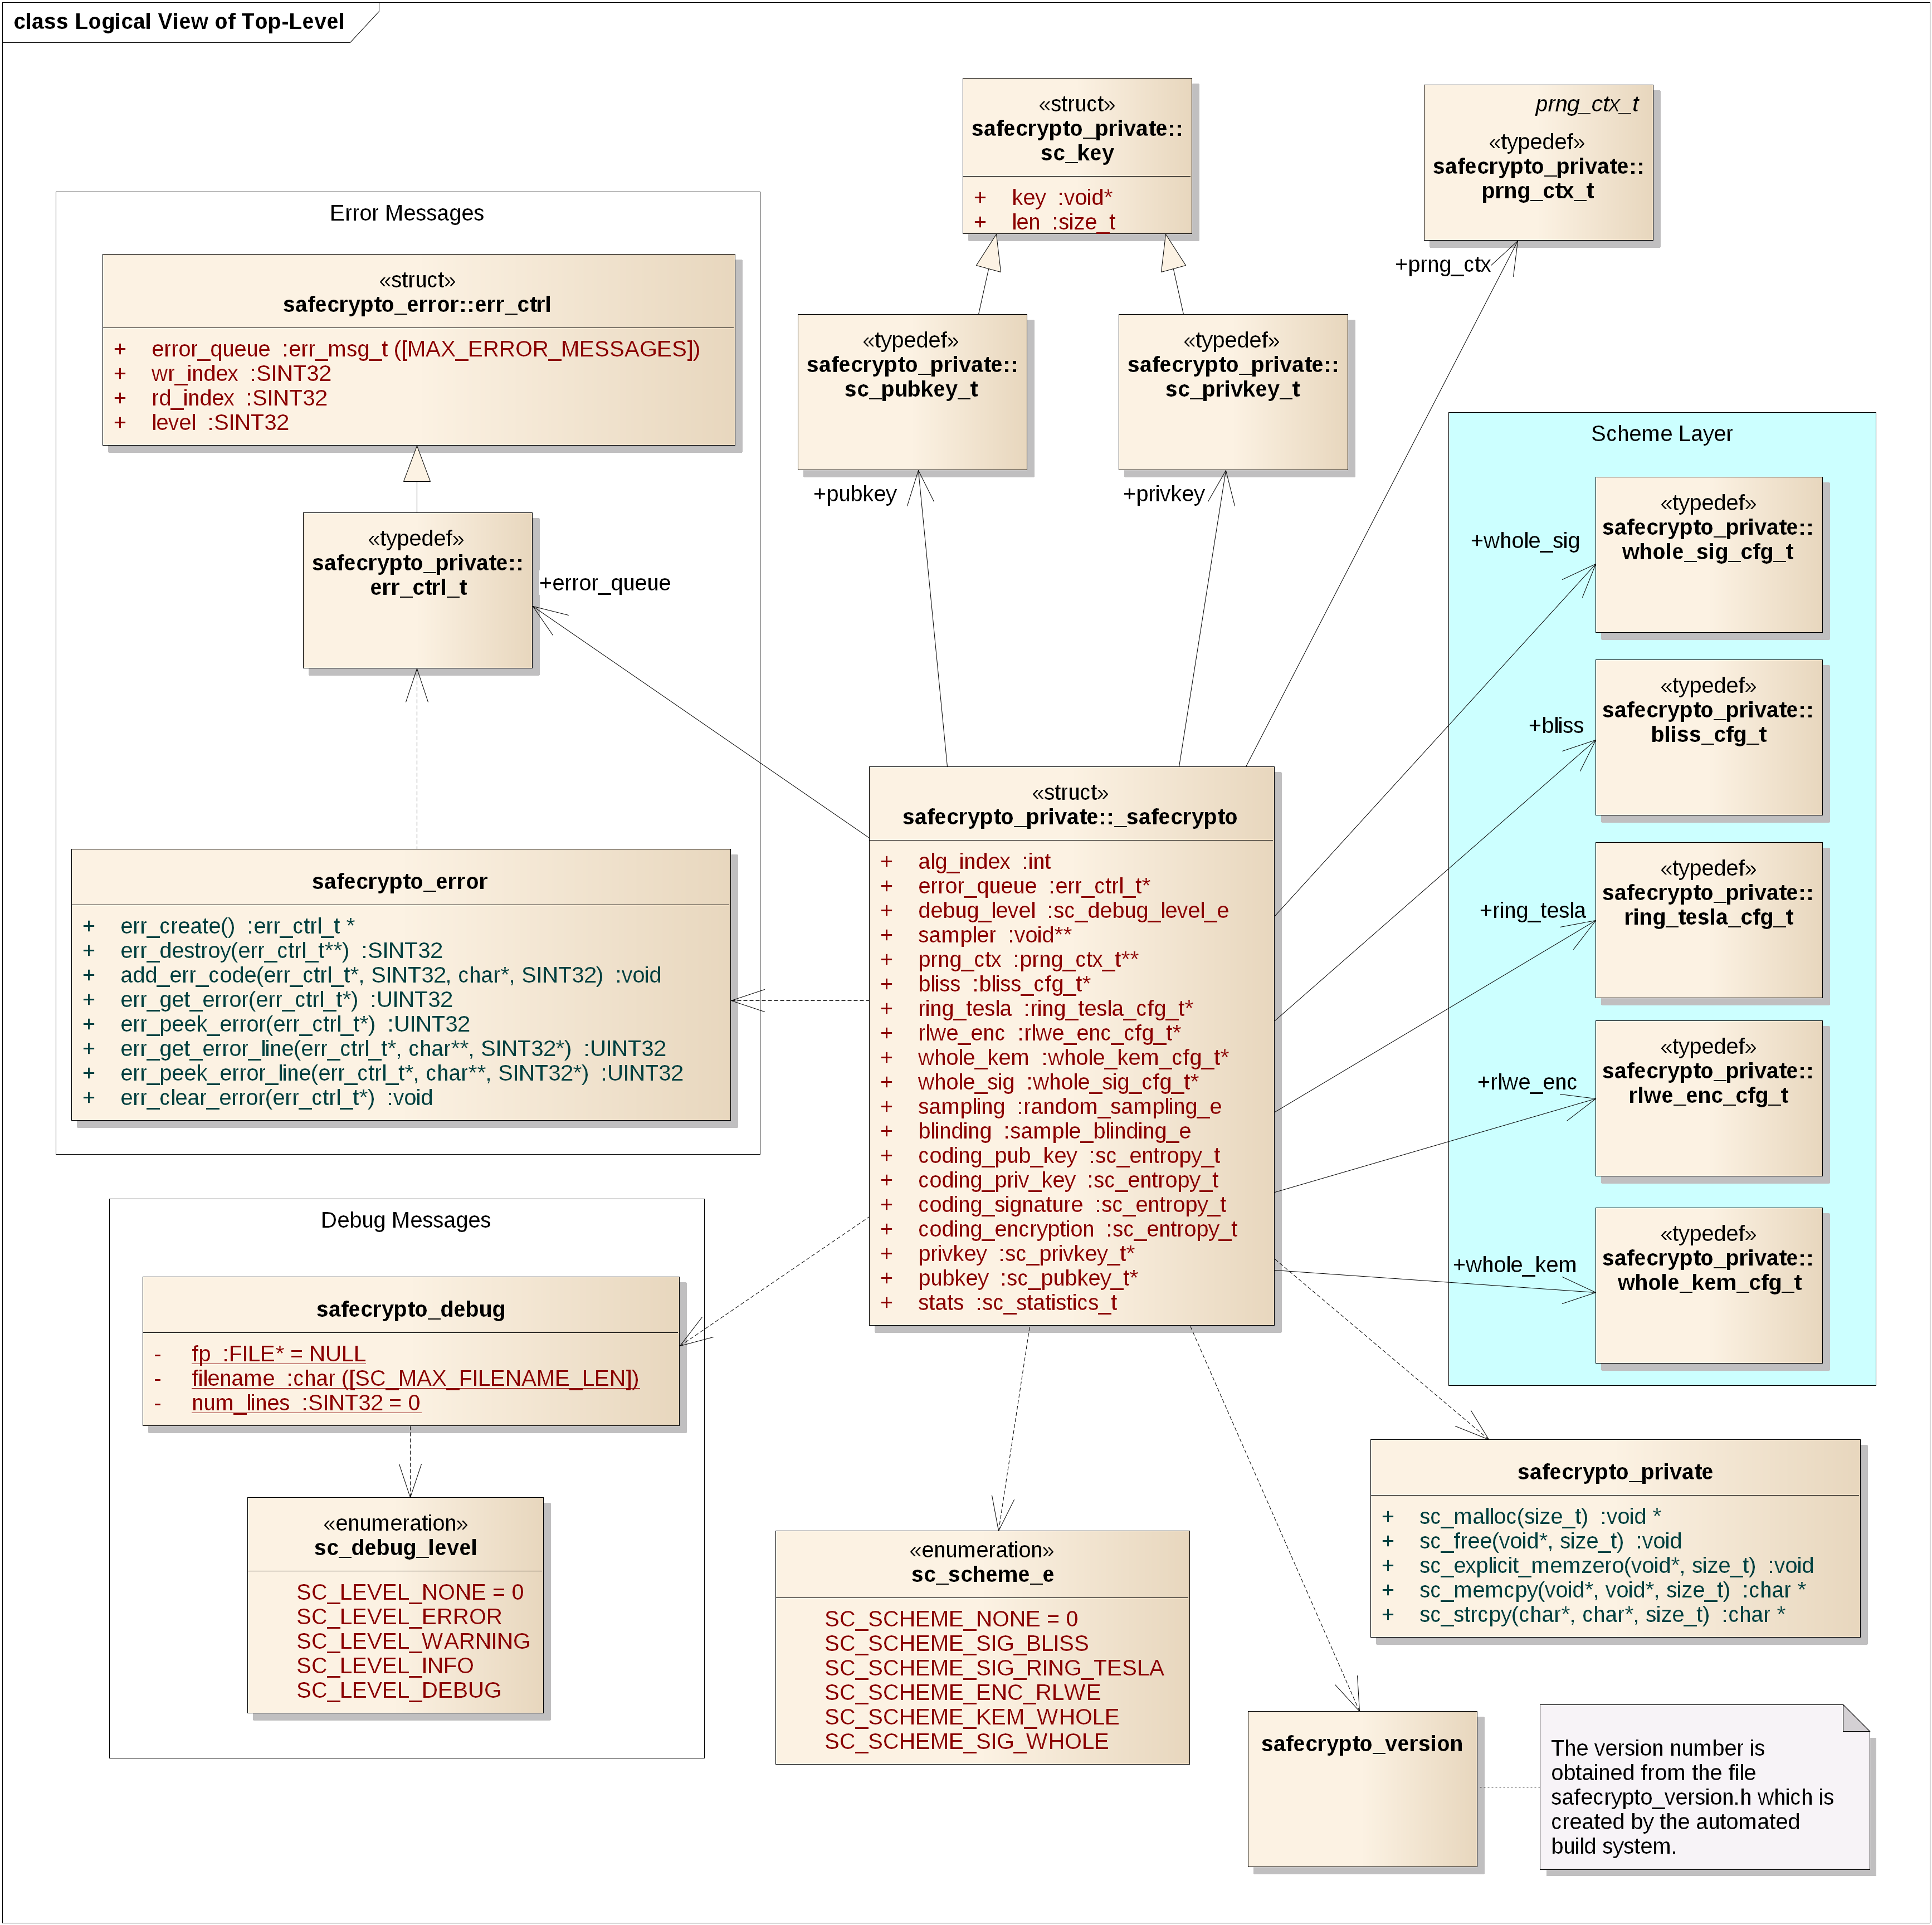 class Logical View of Top-Level
«struct»
safecrypto_private::
sc_key
+ key :void*
+ len :size_t
prng_ctx_t
«typedef»
safecrypto_private::
prng_ctx_t
+prng_ctx
Error Messages
«struct»
safecrypto_error::err_ctrl
+ error_queue :err_msg_t ([MAX_ERROR_MESSAGES])
+ wr_index :SINT32
+ rd_index :SINT32
+ level :SINT32
«typedef»
safecrypto_private::
err_ctrl_t
+error_queue
safecrypto_error
+ err_create() :err_ctrl_t *
+ err_destroy(err_ctrl_t**) :SINT32
+ add_err_code(err_ctrl_t*, SINT32, char*, SINT32) :void
+ err_get_error(err_ctrl_t*) :UINT32
+ err_peek_error(err_ctrl_t*) :UINT32
+ err_get_error_line(err_ctrl_t*, char**, SINT32*) :UINT32
+ err_peek_error_line(err_ctrl_t*, char**, SINT32*) :UINT32
+ err_clear_error(err_ctrl_t*) :void
«typedef»
safecrypto_private::
sc_pubkey_t
+pubkey
«typedef»
safecrypto_private::
sc_privkey_t
+privkey
«struct»
safecrypto_private::_safecrypto
+ alg_index :int
+ error_queue :err_ctrl_t*
+ debug_level :sc_debug_level_e
+ sampler :void**
+ prng_ctx :prng_ctx_t**
+ bliss :bliss_cfg_t*
+ ring_tesla :ring_tesla_cfg_t*
+ rlwe_enc :rlwe_enc_cfg_t*
+ whole_kem :whole_kem_cfg_t*
+ whole_sig :whole_sig_cfg_t*
+ sampling :random_sampling_e
+ blinding :sample_blinding_e
+ coding_pub_key :sc_entropy_t
+ coding_priv_key :sc_entropy_t
+ coding_signature :sc_entropy_t
+ coding_encryption :sc_entropy_t
+ privkey :sc_privkey_t*
+ pubkey :sc_pubkey_t*
+ stats :sc_statistics_t
Scheme Layer
«typedef»
safecrypto_private::
whole_sig_cfg_t
+whole_sig
«typedef»
safecrypto_private::
bliss_cfg_t
+bliss
«typedef»
safecrypto_private::
ring_tesla_cfg_t
+ring_tesla
«typedef»
safecrypto_private::
rlwe_enc_cfg_t
+rlwe_enc
«typedef»
safecrypto_private::
whole_kem_cfg_t
+whole_kem
Debug Messages
safecrypto_debug
- fp :FILE* = NULL
- filename :char ([SC_MAX_FILENAME_LEN])
- num_lines :SINT32 = 0
«enumeration»
sc_debug_level
SC_LEVEL_NONE = 0
SC_LEVEL_ERROR
SC_LEVEL_WARNING
SC_LEVEL_INFO
SC_LEVEL_DEBUG
«enumeration»
sc_scheme_e
SC_SCHEME_NONE = 0
SC_SCHEME_SIG_BLISS
SC_SCHEME_SIG_RING_TESLA
SC_SCHEME_ENC_RLWE
SC_SCHEME_KEM_WHOLE
SC_SCHEME_SIG_WHOLE
safecrypto_private
+ sc_malloc(size_t) :void *
+ sc_free(void*, size_t) :void
+ sc_explicit_memzero(void*, size_t) :void
+ sc_memcpy(void*, void*, size_t) :char *
+ sc_strcpy(char*, char*, size_t) :char *
safecrypto_version
The version number is
obtained from the file
safecrypto_version.h which is
created by the automated
build system.